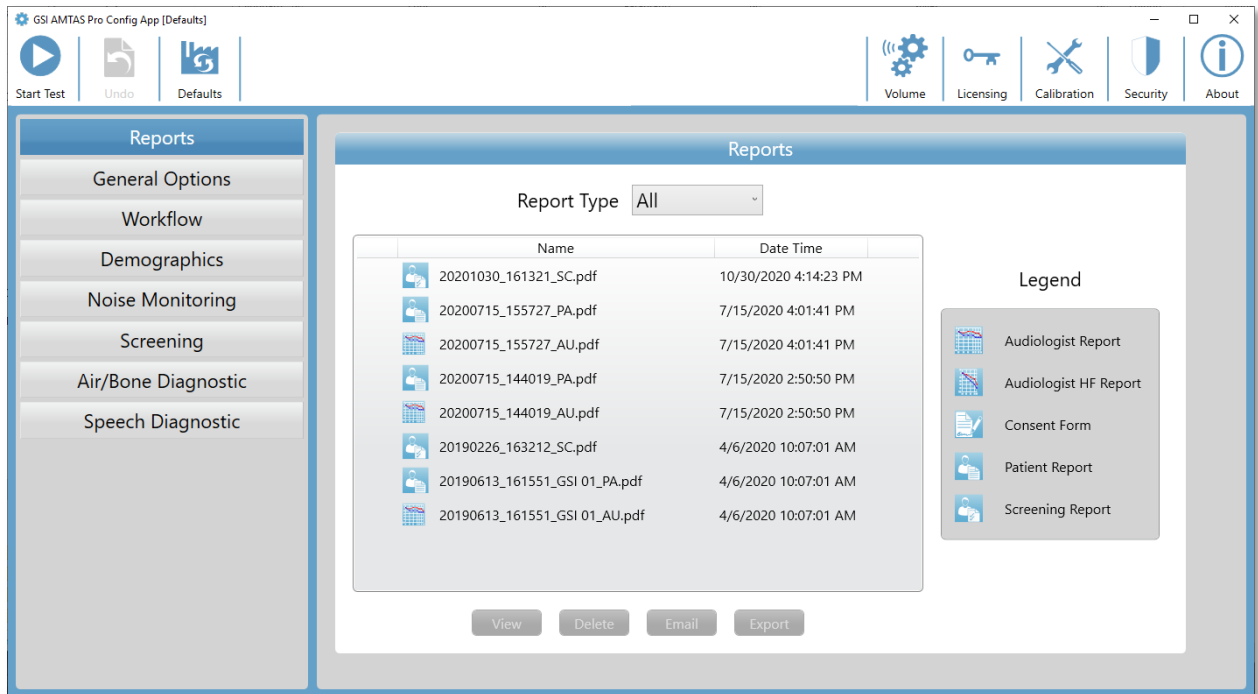 GSI AMTAS Pro Config App [Defaults]
Start Test
Undo
Defaults
Volume
Licensing
Calibration
Security
About
Reports
General Options
Workflow
Demographics
Noise Monitoring
Screening
Air/Bone Diagnostic
Speech Diagnostic
Reports
Report Type All
Name Date Time
20201030_161321_SC.pdf 10/30/2020 4:14:23 PM
20200715_155727_PA.pdf 7/15/2020 4:01:41 PM
20200715_155727_AU.pdf 7/15/2020 4:01:41 PM
20200715_144019_PA.pdf 7/15/2020 2:50:50 PM
20200715_144019_AU.pdf 7/15/2020 2:50:50 PM
20190226_163212_SC.pdf 4/6/2020 10:07:01 AM
20190613_161551_GSI 01_PA.pdf 4/6/2020 10:07:01 AM
20190613_161551_GSI 01_AU.pdf 4/6/2020 10:07:01 AM
View Delete Email Export
Legend
Audiologist Report
Audiologist HF Report
Consent Form
Patient Report
Screening Report